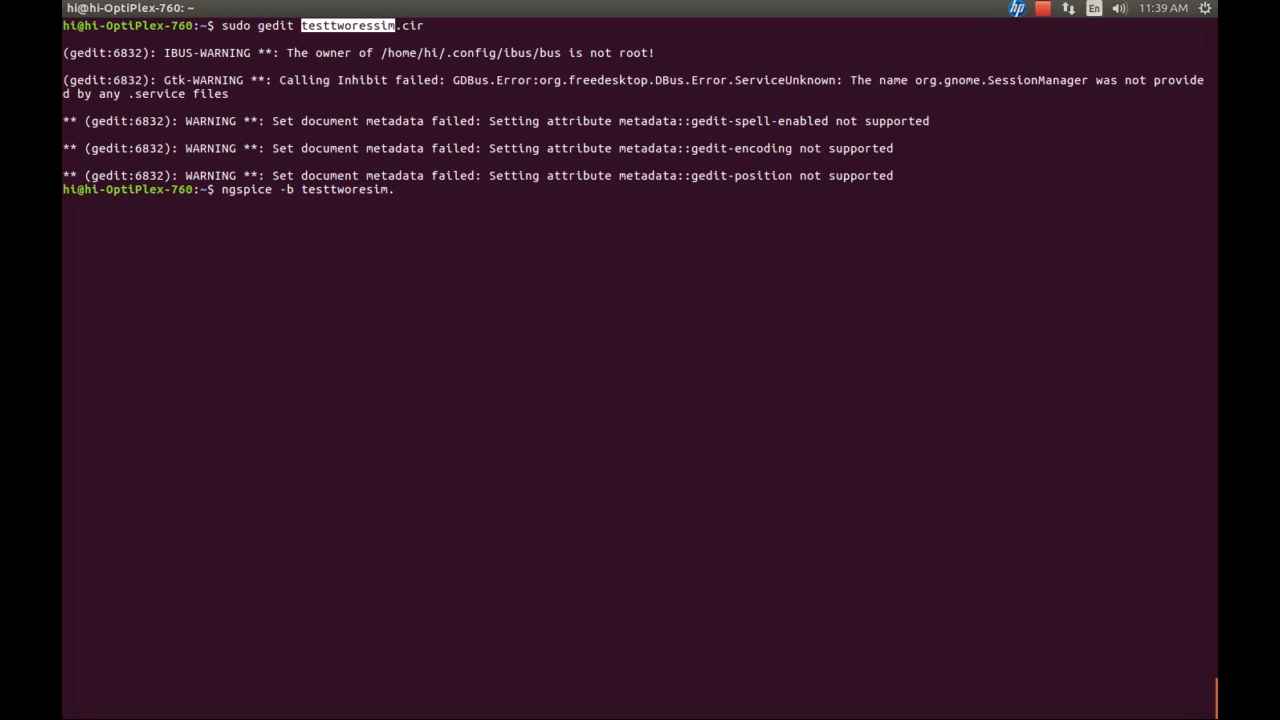 hi@hi-OptiPlex-760: ~
hp
En
11:39 AM
hi@hi-OptiPlex-760:~$ sudo gedit testtworessim.cir
(gedit:6832): IBUS-WARNING **: The owner of /home/hi/.config/ibus/bus is not root!
(gedit:6832): Gtk-WARNING **: Calling Inhibit failed: GDBus.Error:org.freedesktop.DBus.Error.ServiceUnknown: The name org.gnome.SessionManager was not provide
d by any .service files
** (gedit:6832): WARNING **: Set document metadata failed: Setting attribute metadata::gedit-spell-enabled not supported
** (gedit:6832): WARNING **: Set document metadata failed: Setting attribute metadata::gedit-encoding not supported
** (gedit:6832): WARNING **: Set document metadata failed: Setting attribute metadata::gedit-position not supported
hi@hi-OptiPlex-760:~$ ngspice -b testtworesim.